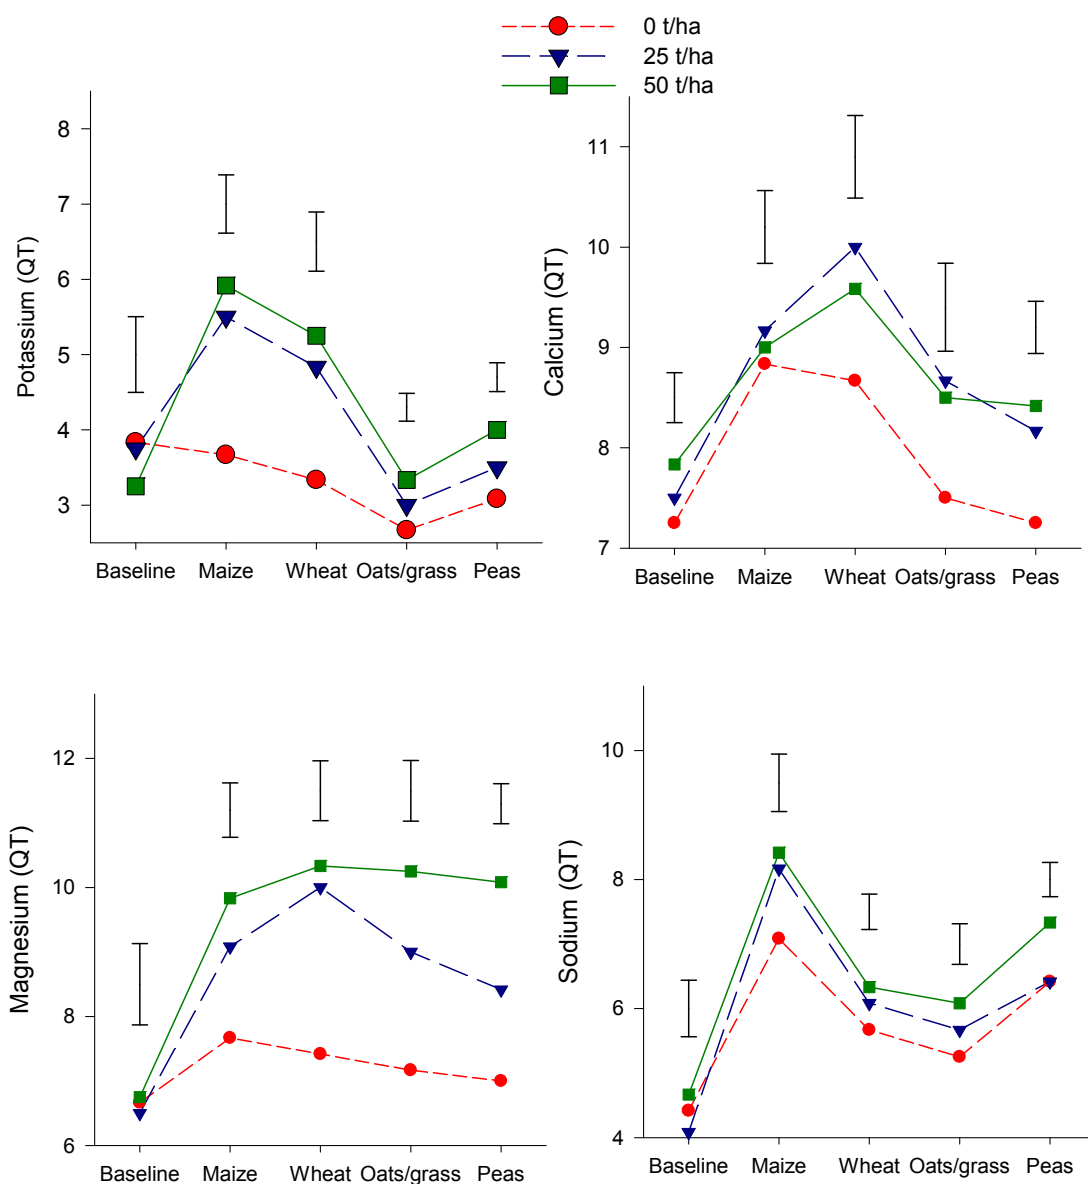 0 t/ha
25 t/ha
50 t/ha
Potassium (QT)
8
7
6
5
4
3
Baseline Maize Wheat Oats/grass Peas
Calcium (QT)
11
10
9
8
7
Baseline Maize Wheat Oats/grass Peas
Magnesium (QT)
12
10
8
6
Baseline Maize Wheat Oats/grass Peas
Sodium (QT)
10
8
6
4
Baseline Maize Wheat Oats/grass Peas